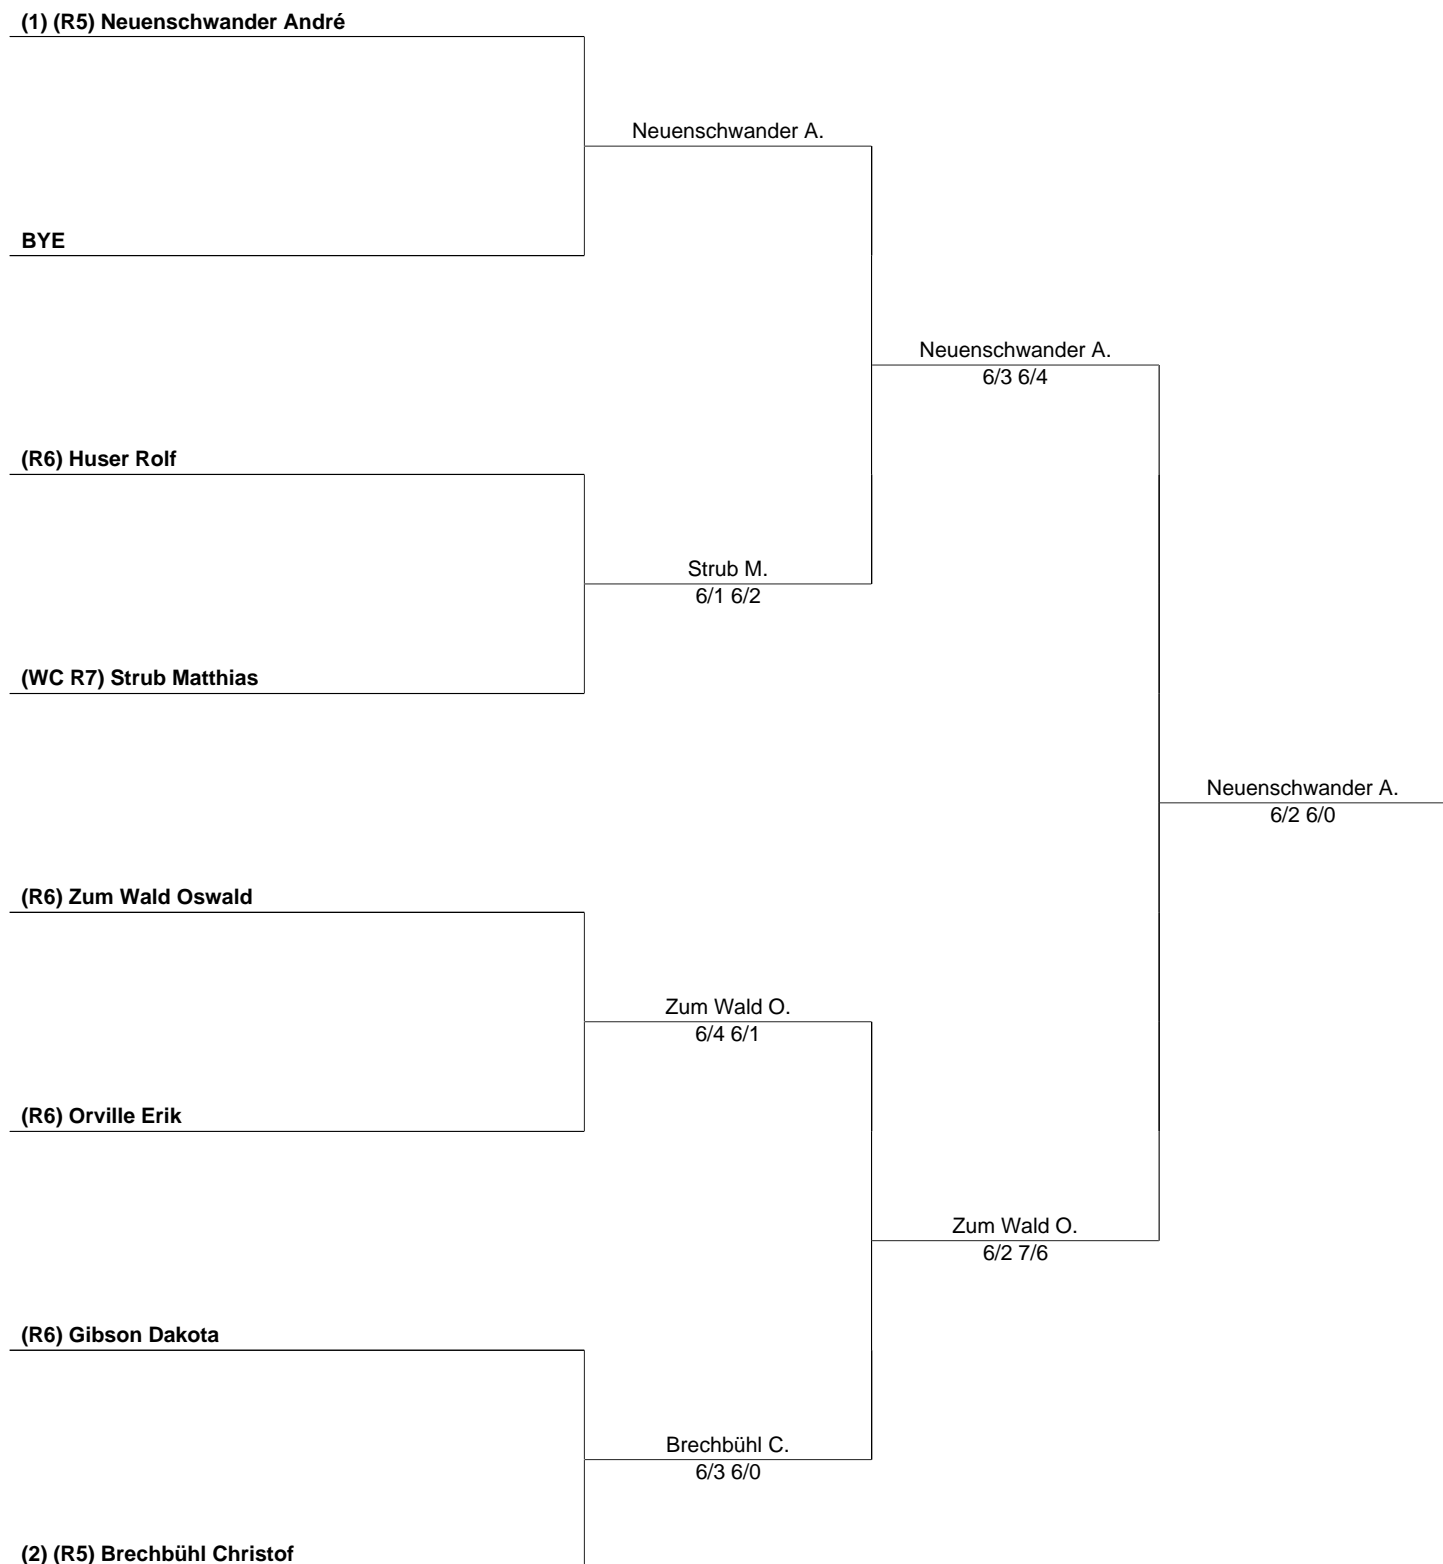 (1) (R5) Neuenschwander André
Neuenschwander A.
BYE
Neuenschwander A.
6/3 6/4
(R6) Huser Rolf
Strub M.
6/1 6/2
(WC R7) Strub Matthias
Neuenschwander A.
6/2 6/0
(R6) Zum Wald Oswald
Zum Wald O.
6/4 6/1
(R6) Orville Erik
Zum Wald O.
6/2 7/6
(R6) Gibson Dakota
Brechbühl C.
6/3 6/0
(2) (R5) Brechbühl Christof